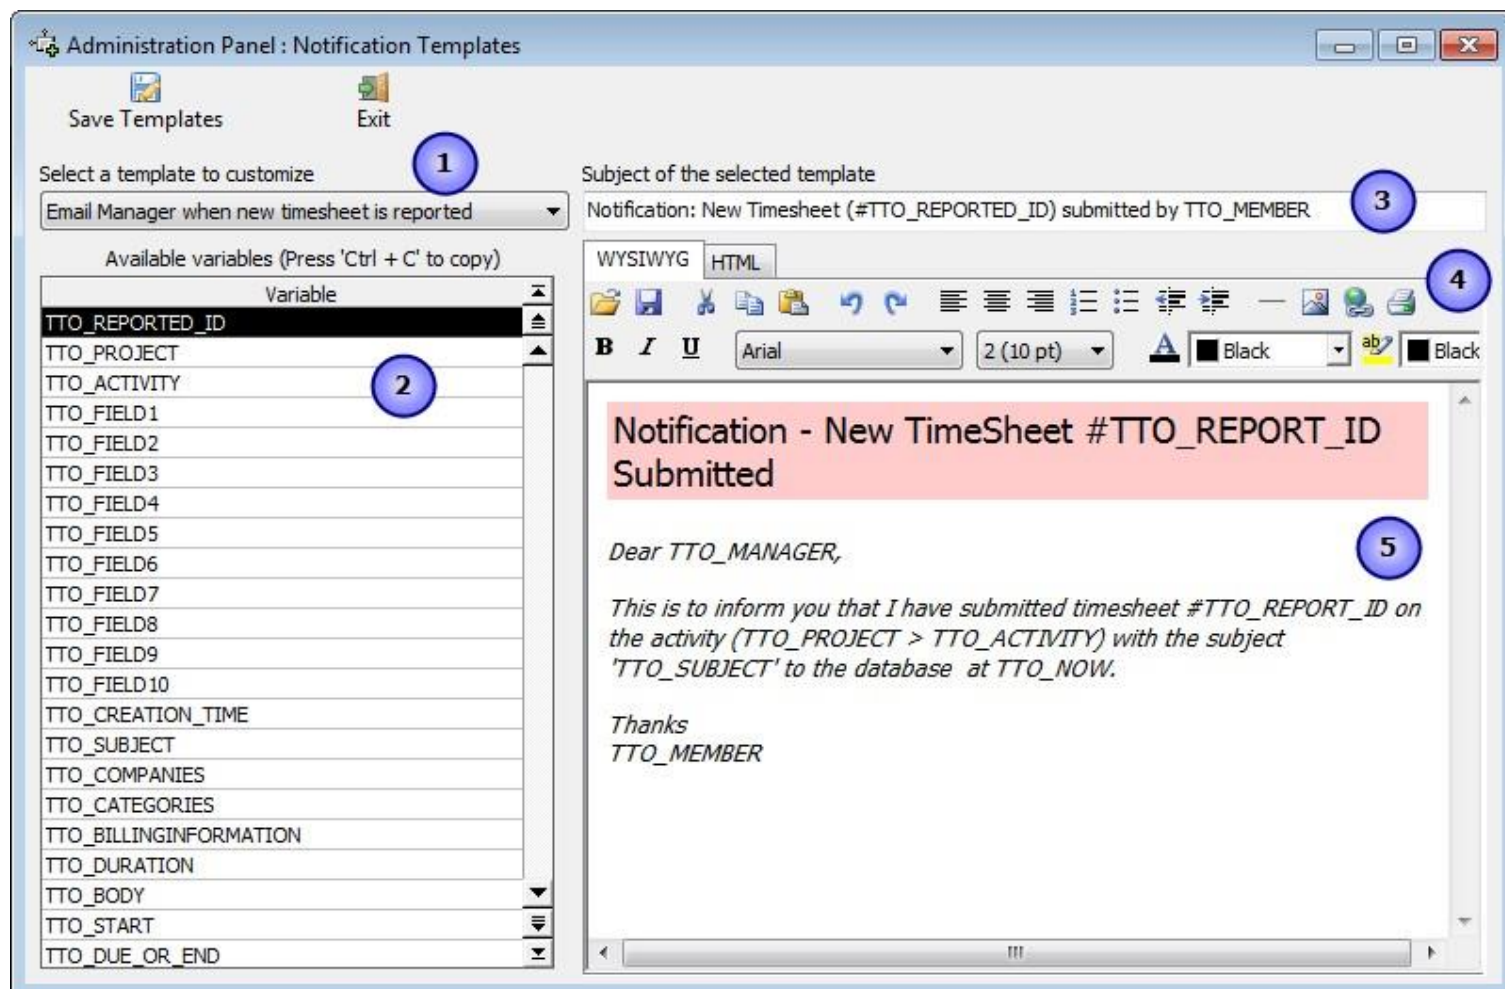 Administration Panel : Notification Templates
Save Templates
Exit
1
Select a template to customize
Email Manager when new timesheet is reported
Available variables (Press 'Ctrl + C' to copy)
Variable
TTO_REPORTED_ID
TTO_PROJECT
TTO_ACTIVITY
2
TTO_FIELD1
TTO_FIELD2
TTO_FIELD3
TTO_FIELD4
TTO_FIELD5
TTO_FIELD6
TTO_FIELD7
TTO_FIELD8
TTO_FIELD9
TTO_FIELD10
TTO_CREATION_TIME
TTO_SUBJECT
TTO_COMPANIES
TTO_CATEGORIES
TTO_BILLINGINFORMATION
TTO_DURATION
TTO_BODY
TTO_START
TTO_DUE_OR_END
Subject of the selected template
Notification: New Timesheet (#TTO_REPORTED_ID) submitted by TTO_MEMBER
3
WYSIWYG HTML
4
B I U Arial 2 (10 pt) A Black ab Black
Notification - New TimeSheet #TTO_REPORT_ID
Submitted
Dear TTO_MANAGER,
5
This is to inform you that I have submitted timesheet #TTO_REPORT_ID on
the activity (TTO_PROJECT > TTO_ACTIVITY) with the subject
'TTO_SUBJECT' to the database at TTO_NOW.
Thanks
TTO_MEMBER